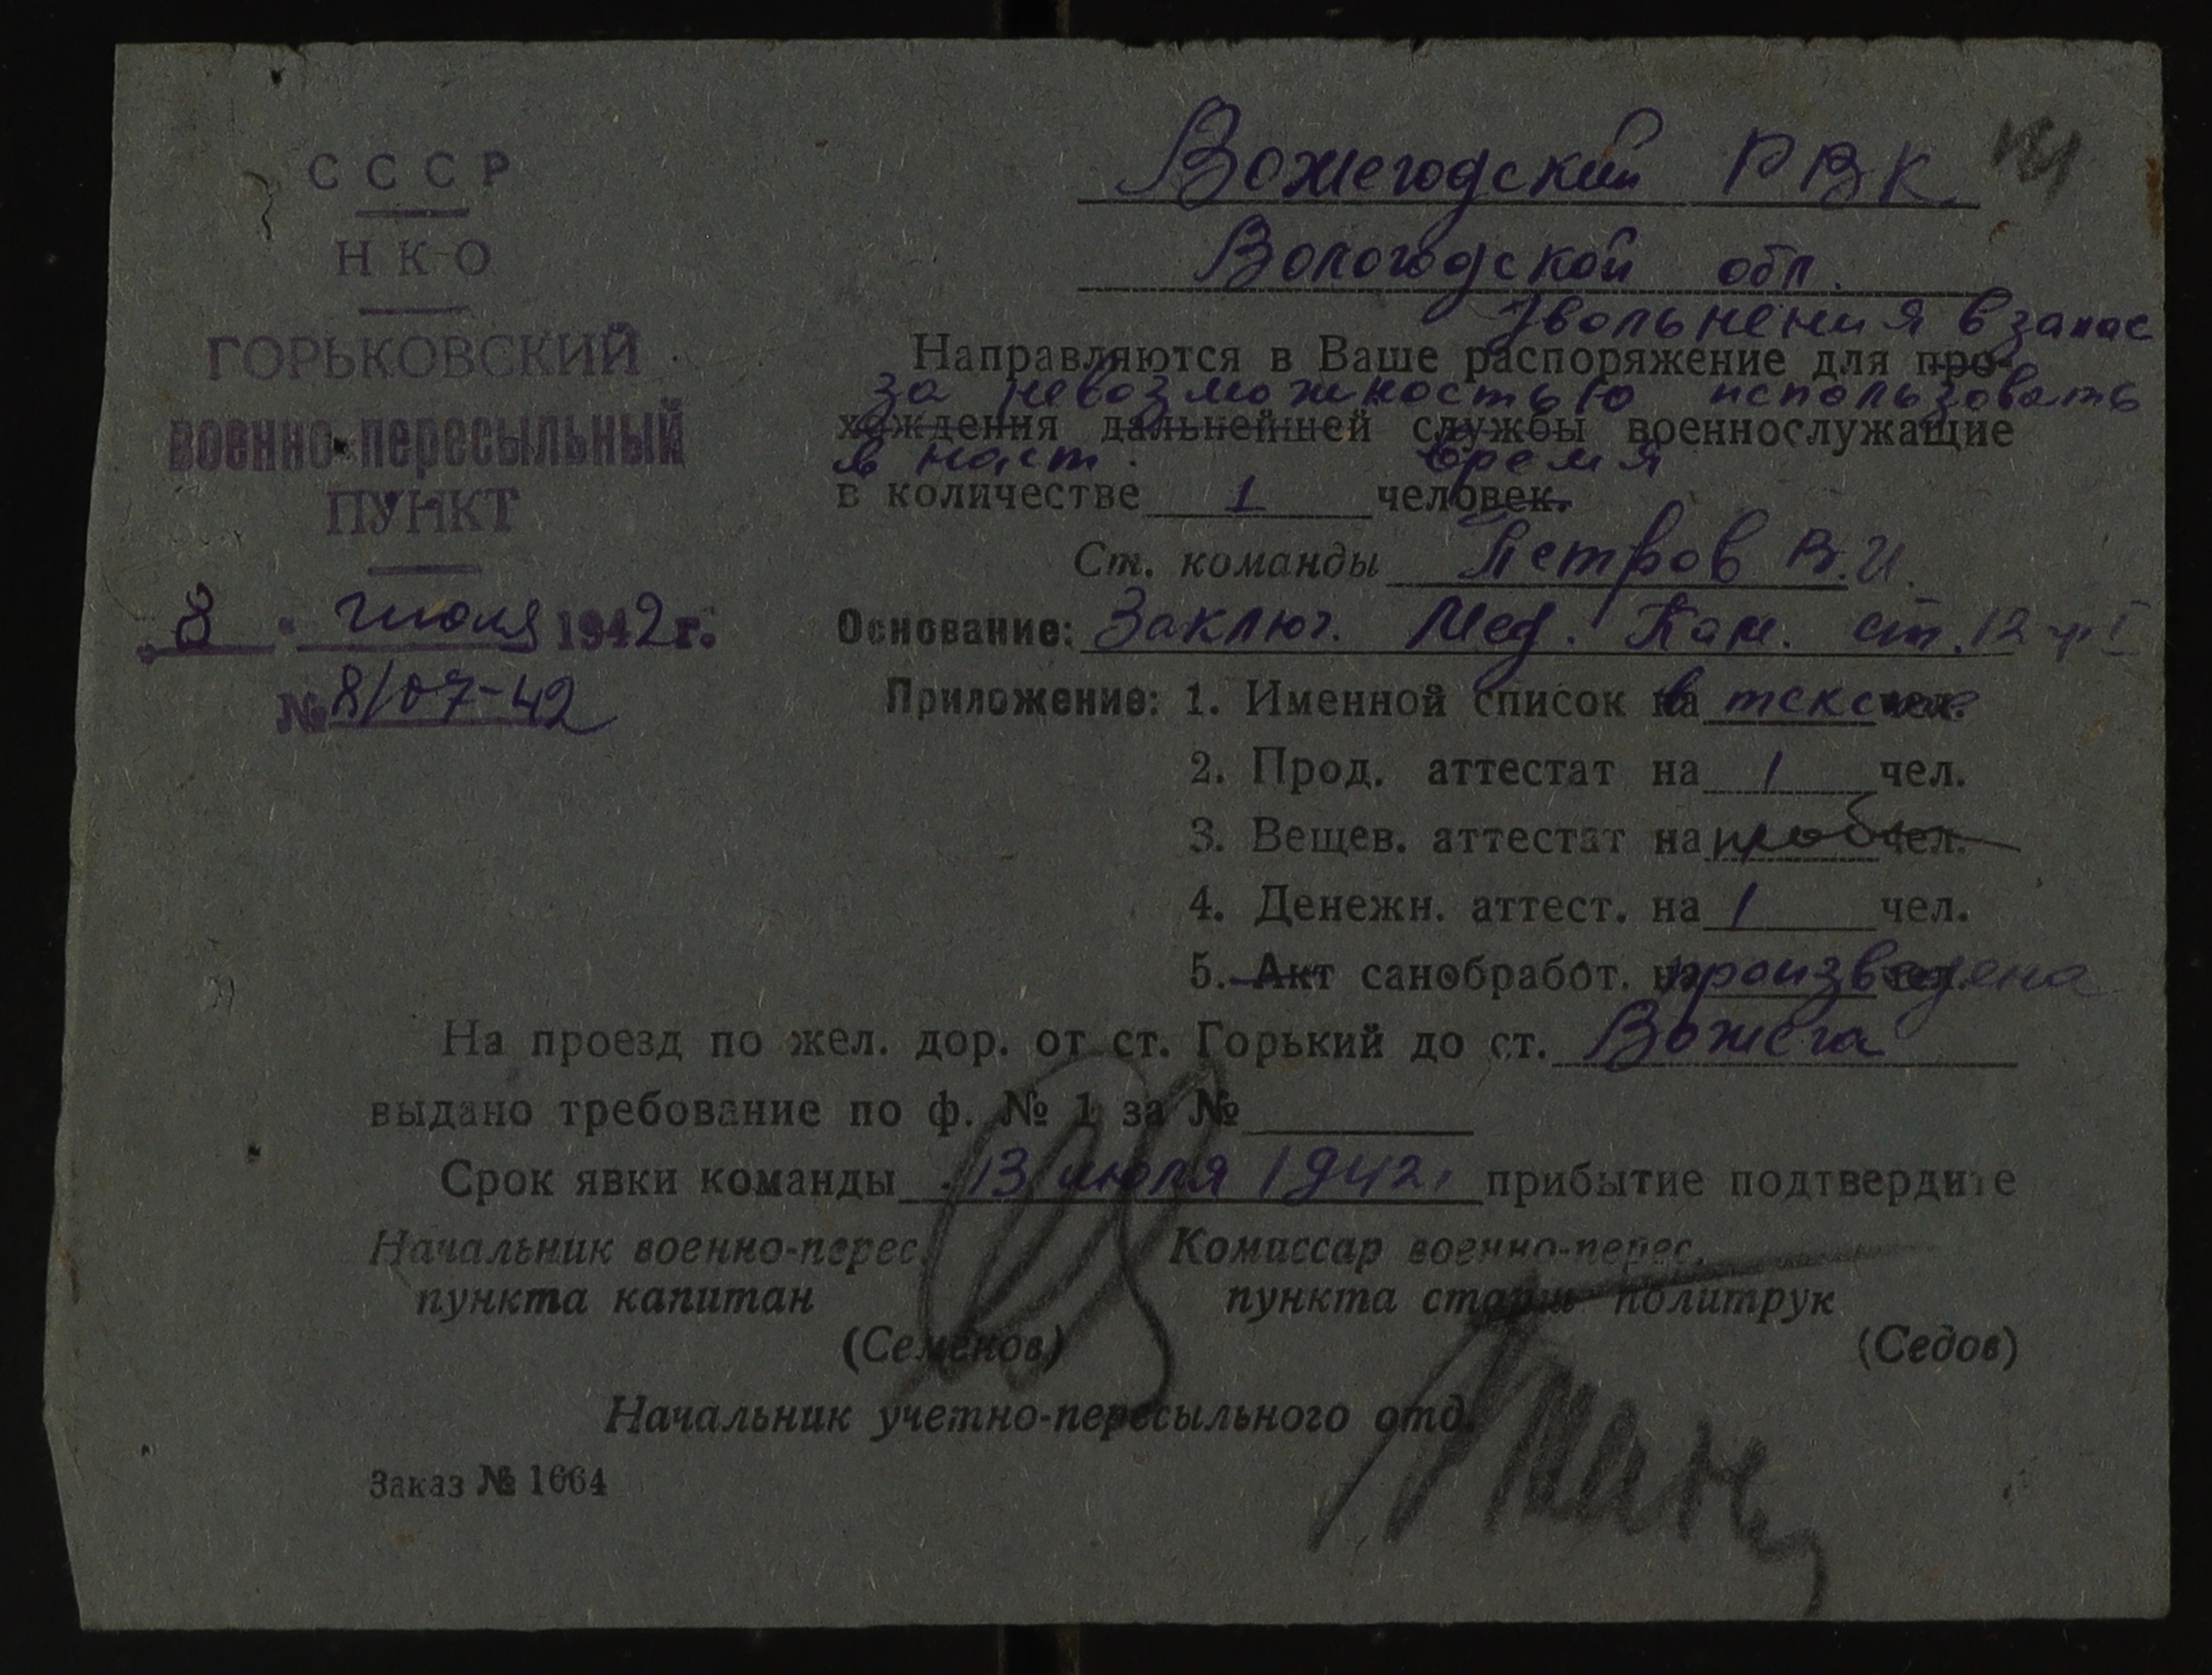 СССР
НКО
ГОРЬКОВСКИЙ
военно-пересыльный
ПУНКТ
8 " июля 1942 г.
№ 8/07-42
Вожегодский РВК
Вологодской обл.
Увольнения в запас
Направляются в Ваше распоряжение для про-
за невозможностью использовать
хождения дальнейшей службы военнослужащие
в наст. время
в количестве 1 человек.
Ст. команды Петров В.И.
Основание: Заключ. Мед. Ком. ст. 12
Приложение: 1. Именной список в тексте
2. Прод. аттестат на 1 чел.
3. Вещев. аттестат на чел.
4. Денежн. аттест. на 1 чел.
5. Акт санобработ. произведена
На проезд по жел. дор. от ст. Горький до ст. Вожега
выдано требование по ф. № 1 за №
Срок явки команды 13 июля 1942. прибытие подтвердите
Начальник военно-перес.
пункта капитан
(Семенов)
Комиссар военно-перес.
пункта старш политрук
(Седов)
Начальник учетно-пересыльного отд.
Заказ № 1664